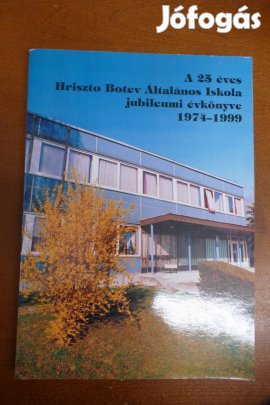 Jófogás
A 25 éves
Hriszto Botev Általános Iskola
jubileumi évkönyve
1974-1999